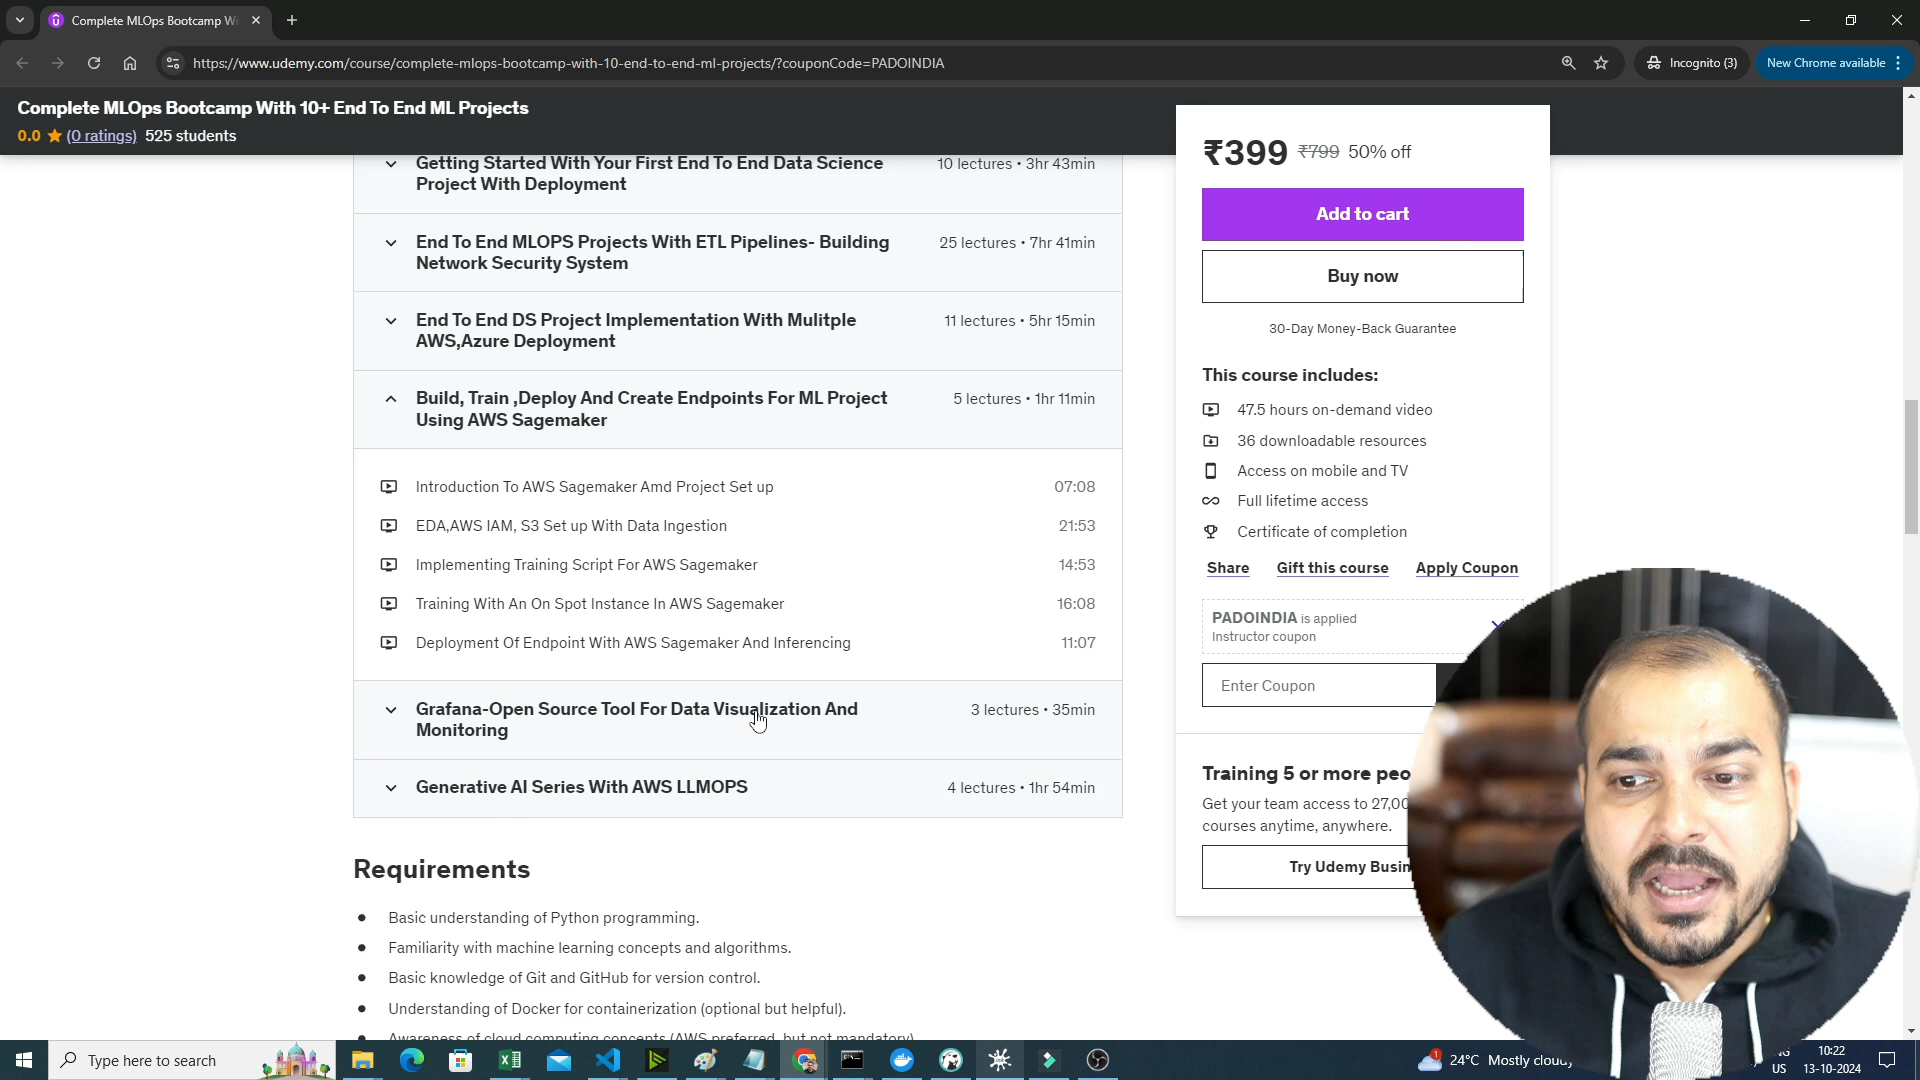 Complete MLOps Bootcamp Wi
https://www.udemy.com/course/complete-mlops-bootcamp-with-10-end-to-end-ml-projects/?couponCode=PADOINDIA
Incognito (3)
New Chrome available
Complete MLOps Bootcamp With 10+ End To End ML Projects
0.0 (0 ratings) 525 students
Getting Started With Your First End To End Data Science
Project With Deployment
10 lectures • 3hr 43min
End To End MLOPS Projects With ETL Pipelines- Building
Network Security System
25 lectures • 7hr 41min
End To End DS Project Implementation With Mulitple
AWS,Azure Deployment
11 lectures • 5hr 15min
Build, Train ,Deploy And Create Endpoints For ML Project
Using AWS Sagemaker
5 lectures • 1hr 11min
Introduction To AWS Sagemaker Amd Project Set up 07:08
EDA,AWS IAM, S3 Set up With Data Ingestion 21:53
Implementing Training Script For AWS Sagemaker 14:53
Training With An On Spot Instance In AWS Sagemaker 16:08
Deployment Of Endpoint With AWS Sagemaker And Inferencing 11:07
Grafana-Open Source Tool For Data Visualization And
Monitoring
3 lectures • 35min
Generative AI Series With AWS LLMOPS 4 lectures • 1hr 54min
Requirements
• Basic understanding of Python programming.
• Familiarity with machine learning concepts and algorithms.
• Basic knowledge of Git and GitHub for version control.
• Understanding of Docker for containerization (optional but helpful).
• Awareness of cloud computing concepts (AWS preferred, but not mandatory)
₹399 ₹799 50% off
Add to cart
Buy now
30-Day Money-Back Guarantee
This course includes:
47.5 hours on-demand video
36 downloadable resources
Access on mobile and TV
Full lifetime access
Certificate of completion
Share Gift this course Apply Coupon
PADOINDIA is applied
Instructor coupon
Enter Coupon
Training 5 or more peo
Get your team access to 27,00
courses anytime, anywhere.
Try Udemy Busin
Type here to search
1
24°C Mostly cloudy
US
10:22
13-10-2024